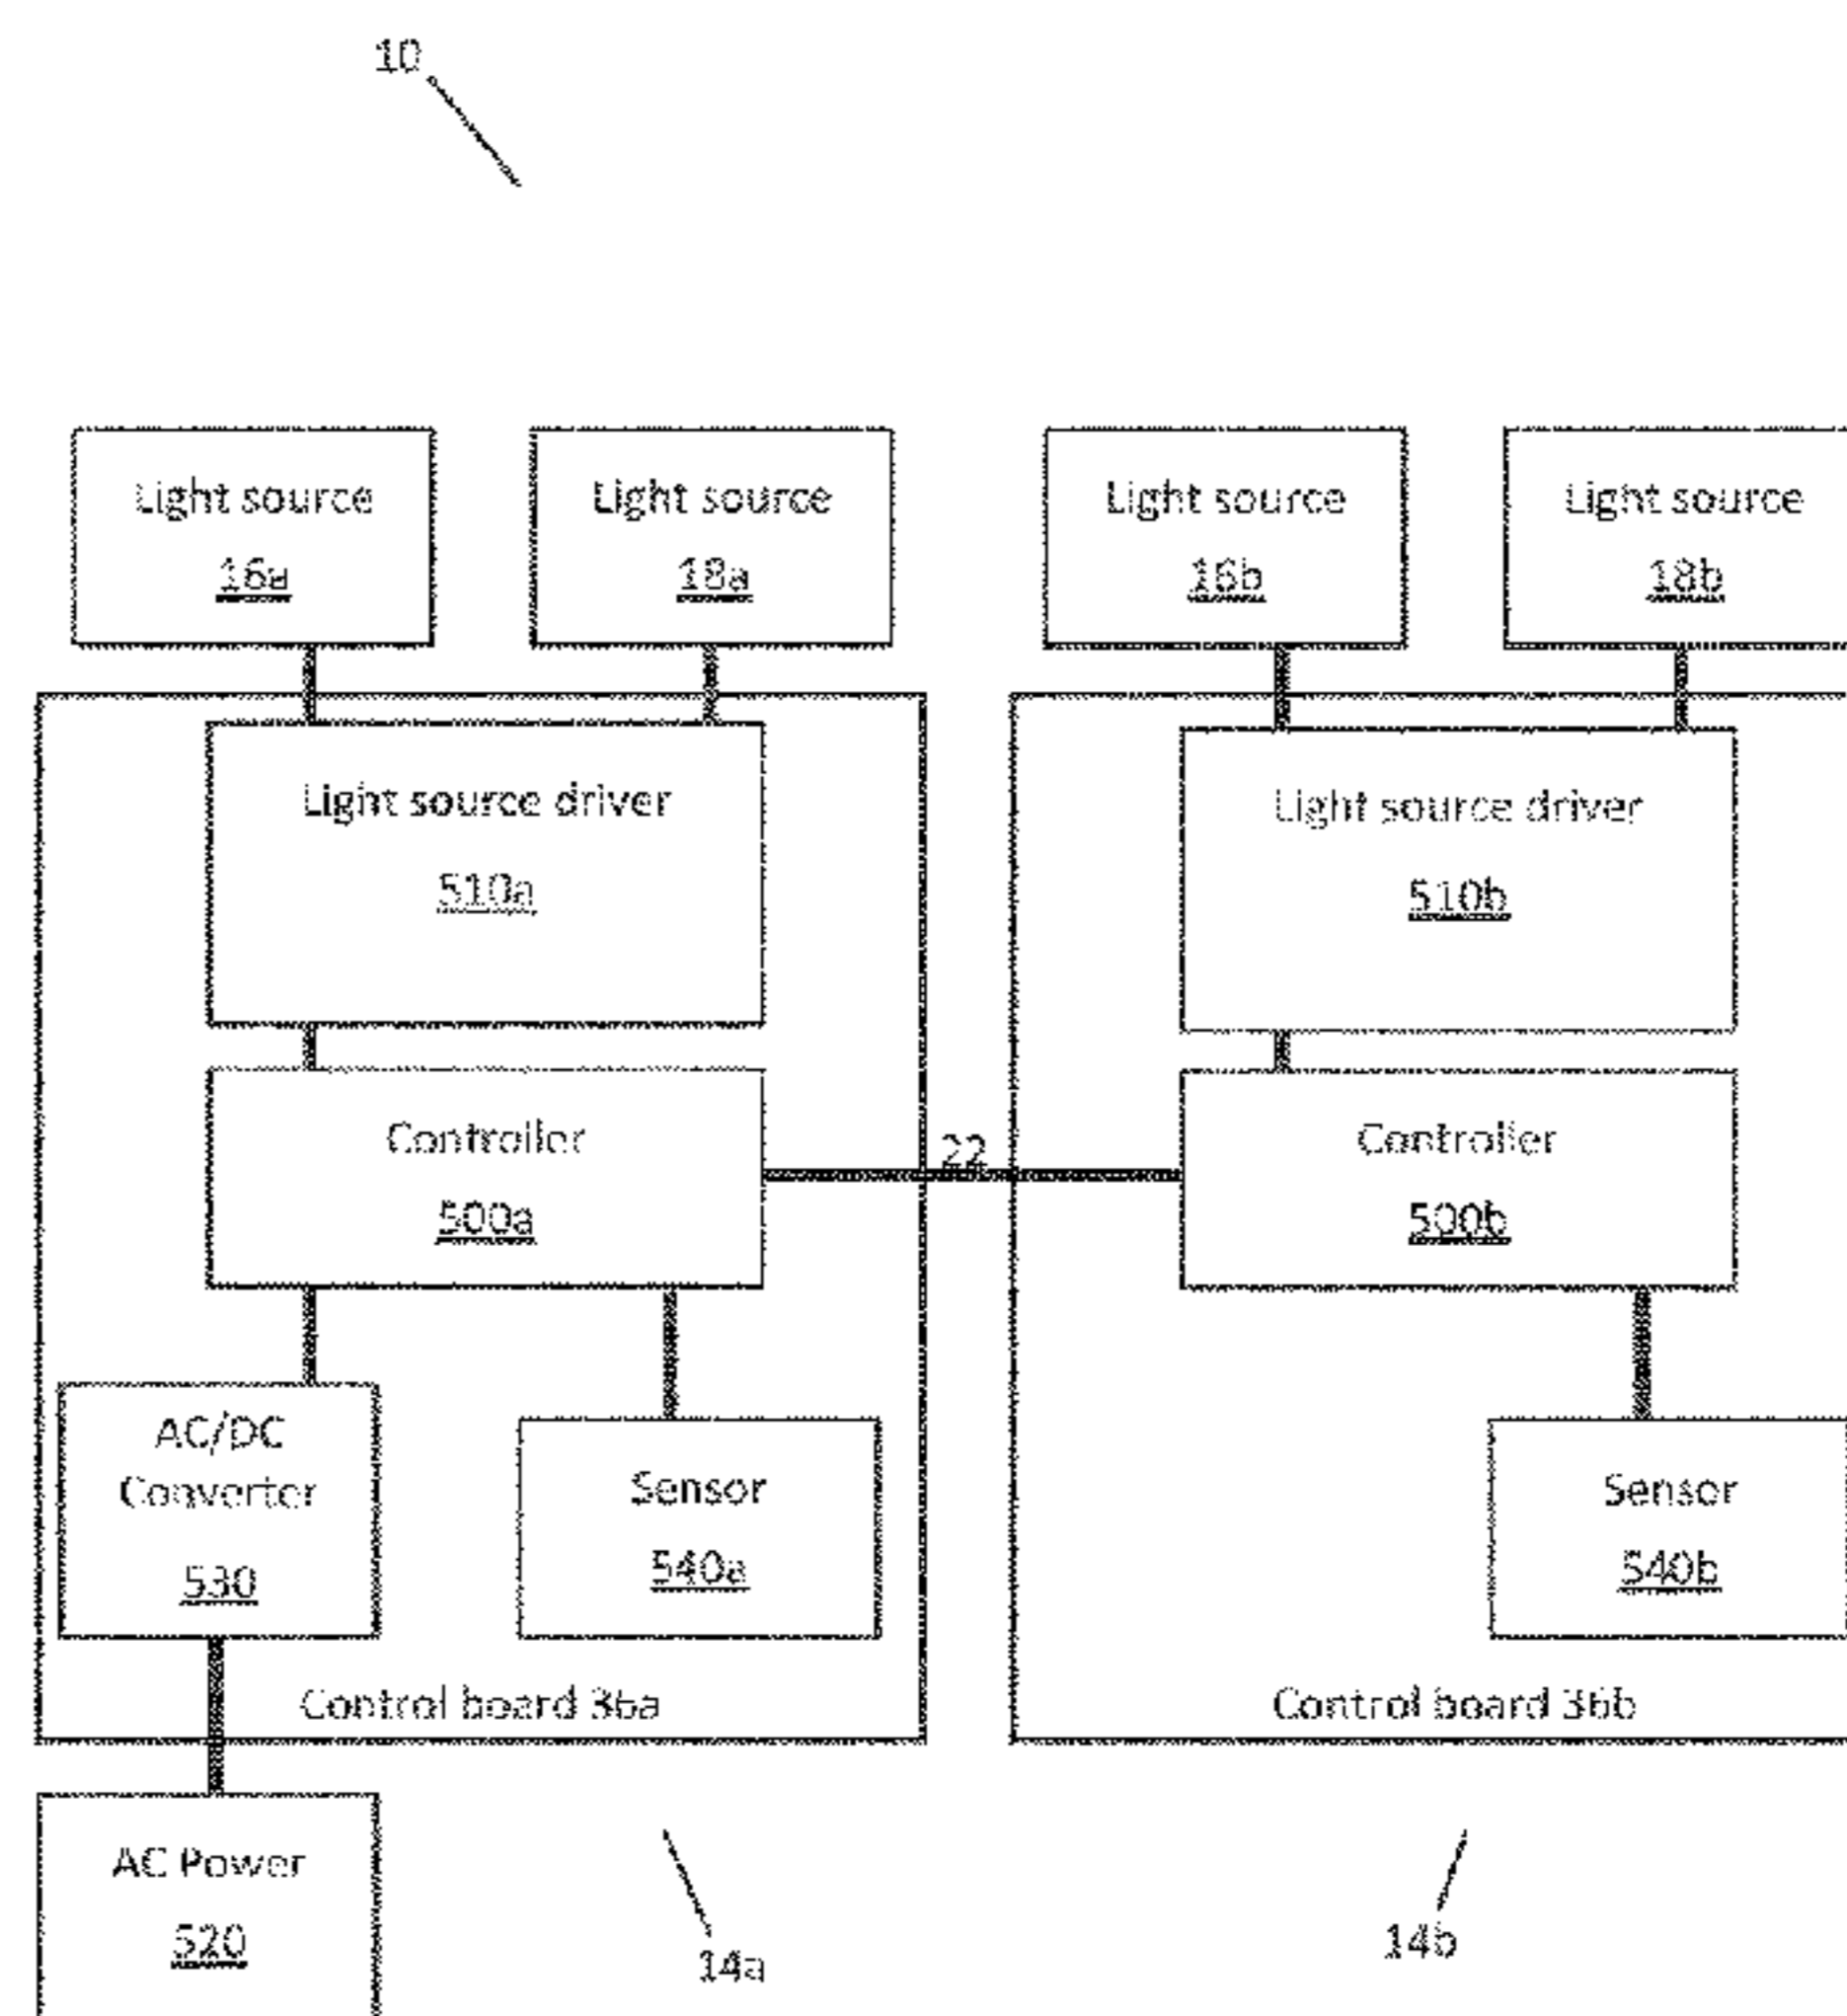 10
Light source
16a
Light source
18a
Light source
16b
Light source
18b
Light source driver
510a
Light source driver
510b
Controller
500a
22
Controller
500b
AC/DC
Converter
530
Sensor
540a
Sensor
540b
Control board 36a
Control board 36b
AC Power
520
14a
14b